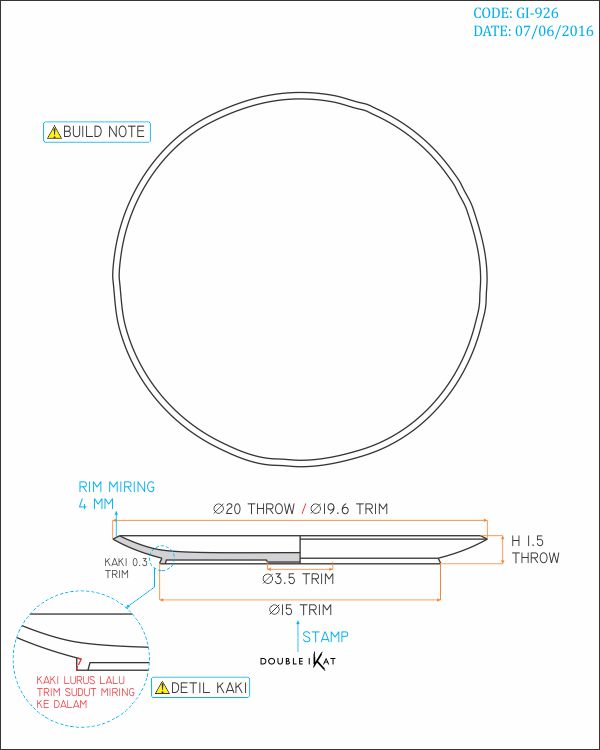 CODE: GI-926
DATE: 07/06/2016
BUILD NOTE
RIM MIRING
4 MM
Ø20 THROW / Ø19.6 TRIM
H 1.5
THROW
KAKI 0.3
TRIM
Ø3.5 TRIM
Ø15 TRIM
STAMP
DOUBLE IKAT
KAKI LURUS LALU
TRIM SUDUT MIRING
KE DALAM
DETIL KAKI